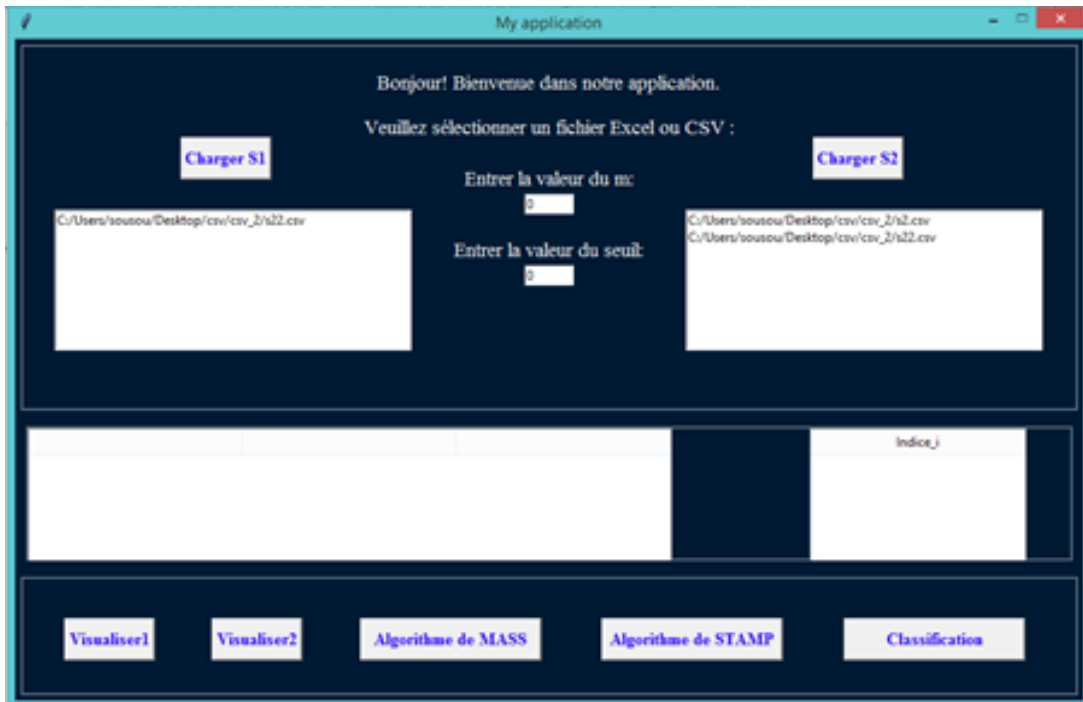 My application
Bonjour! Bienvenue dans notre application.
Veuillez sélectionner un fichier Excel ou CSV :
Charger S1
Charger S2
Entrer la valeur du m:
0
C:/Users/sousou/Desktop/csv/csv_2/s22.csv
C:/Users/sousou/Desktop/csv/csv_2/s2.csv
C:/Users/sousou/Desktop/csv/csv_2/s22.csv
Entrer la valeur du seuil:
0
Indice_i
Visualiser1
Visualiser2
Algorithme de MASS
Algorithme de STAMP
Classification